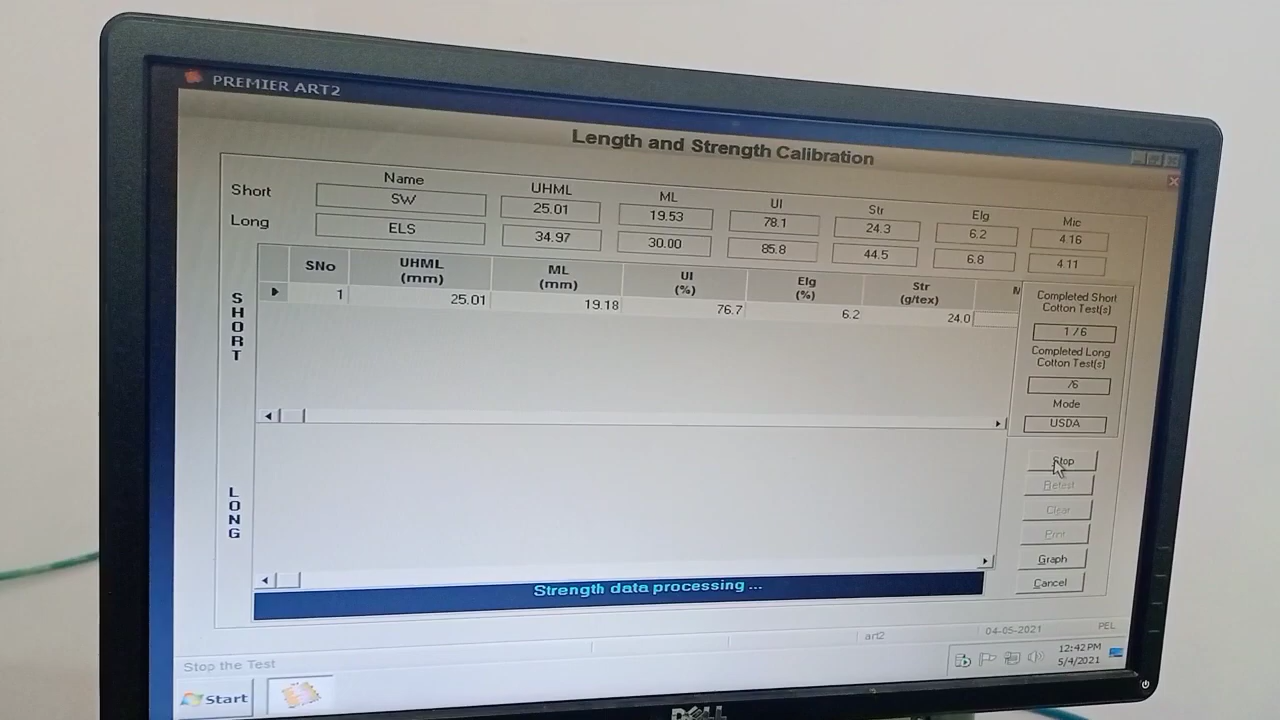 PREMIER ART2
Length and Strength Calibration
Name UHML ML UI Str Elg Mic
Short SW 25.01 19.53 78.1 24.3 6.2 4.16
Long ELS 34.97 30.00 85.8 44.5 6.8 4.11
SNo UHML (mm) ML (mm) UI (%) Elg (%) Str (g/tex) M
1 25.01 19.18 76.7 6.2 24.0
SHORT
Completed Short
Cotton Test(s)
1 /6
Completed Long
Cotton Test(s)
/6
Mode
USDA
LONG
Stop
Retest
Clear
Print
Graph
Cancel
Strength data processing ...
art2 04-05-2021 PEL
Stop the Test
Start
12:42 PM
5/4/2021
DELL